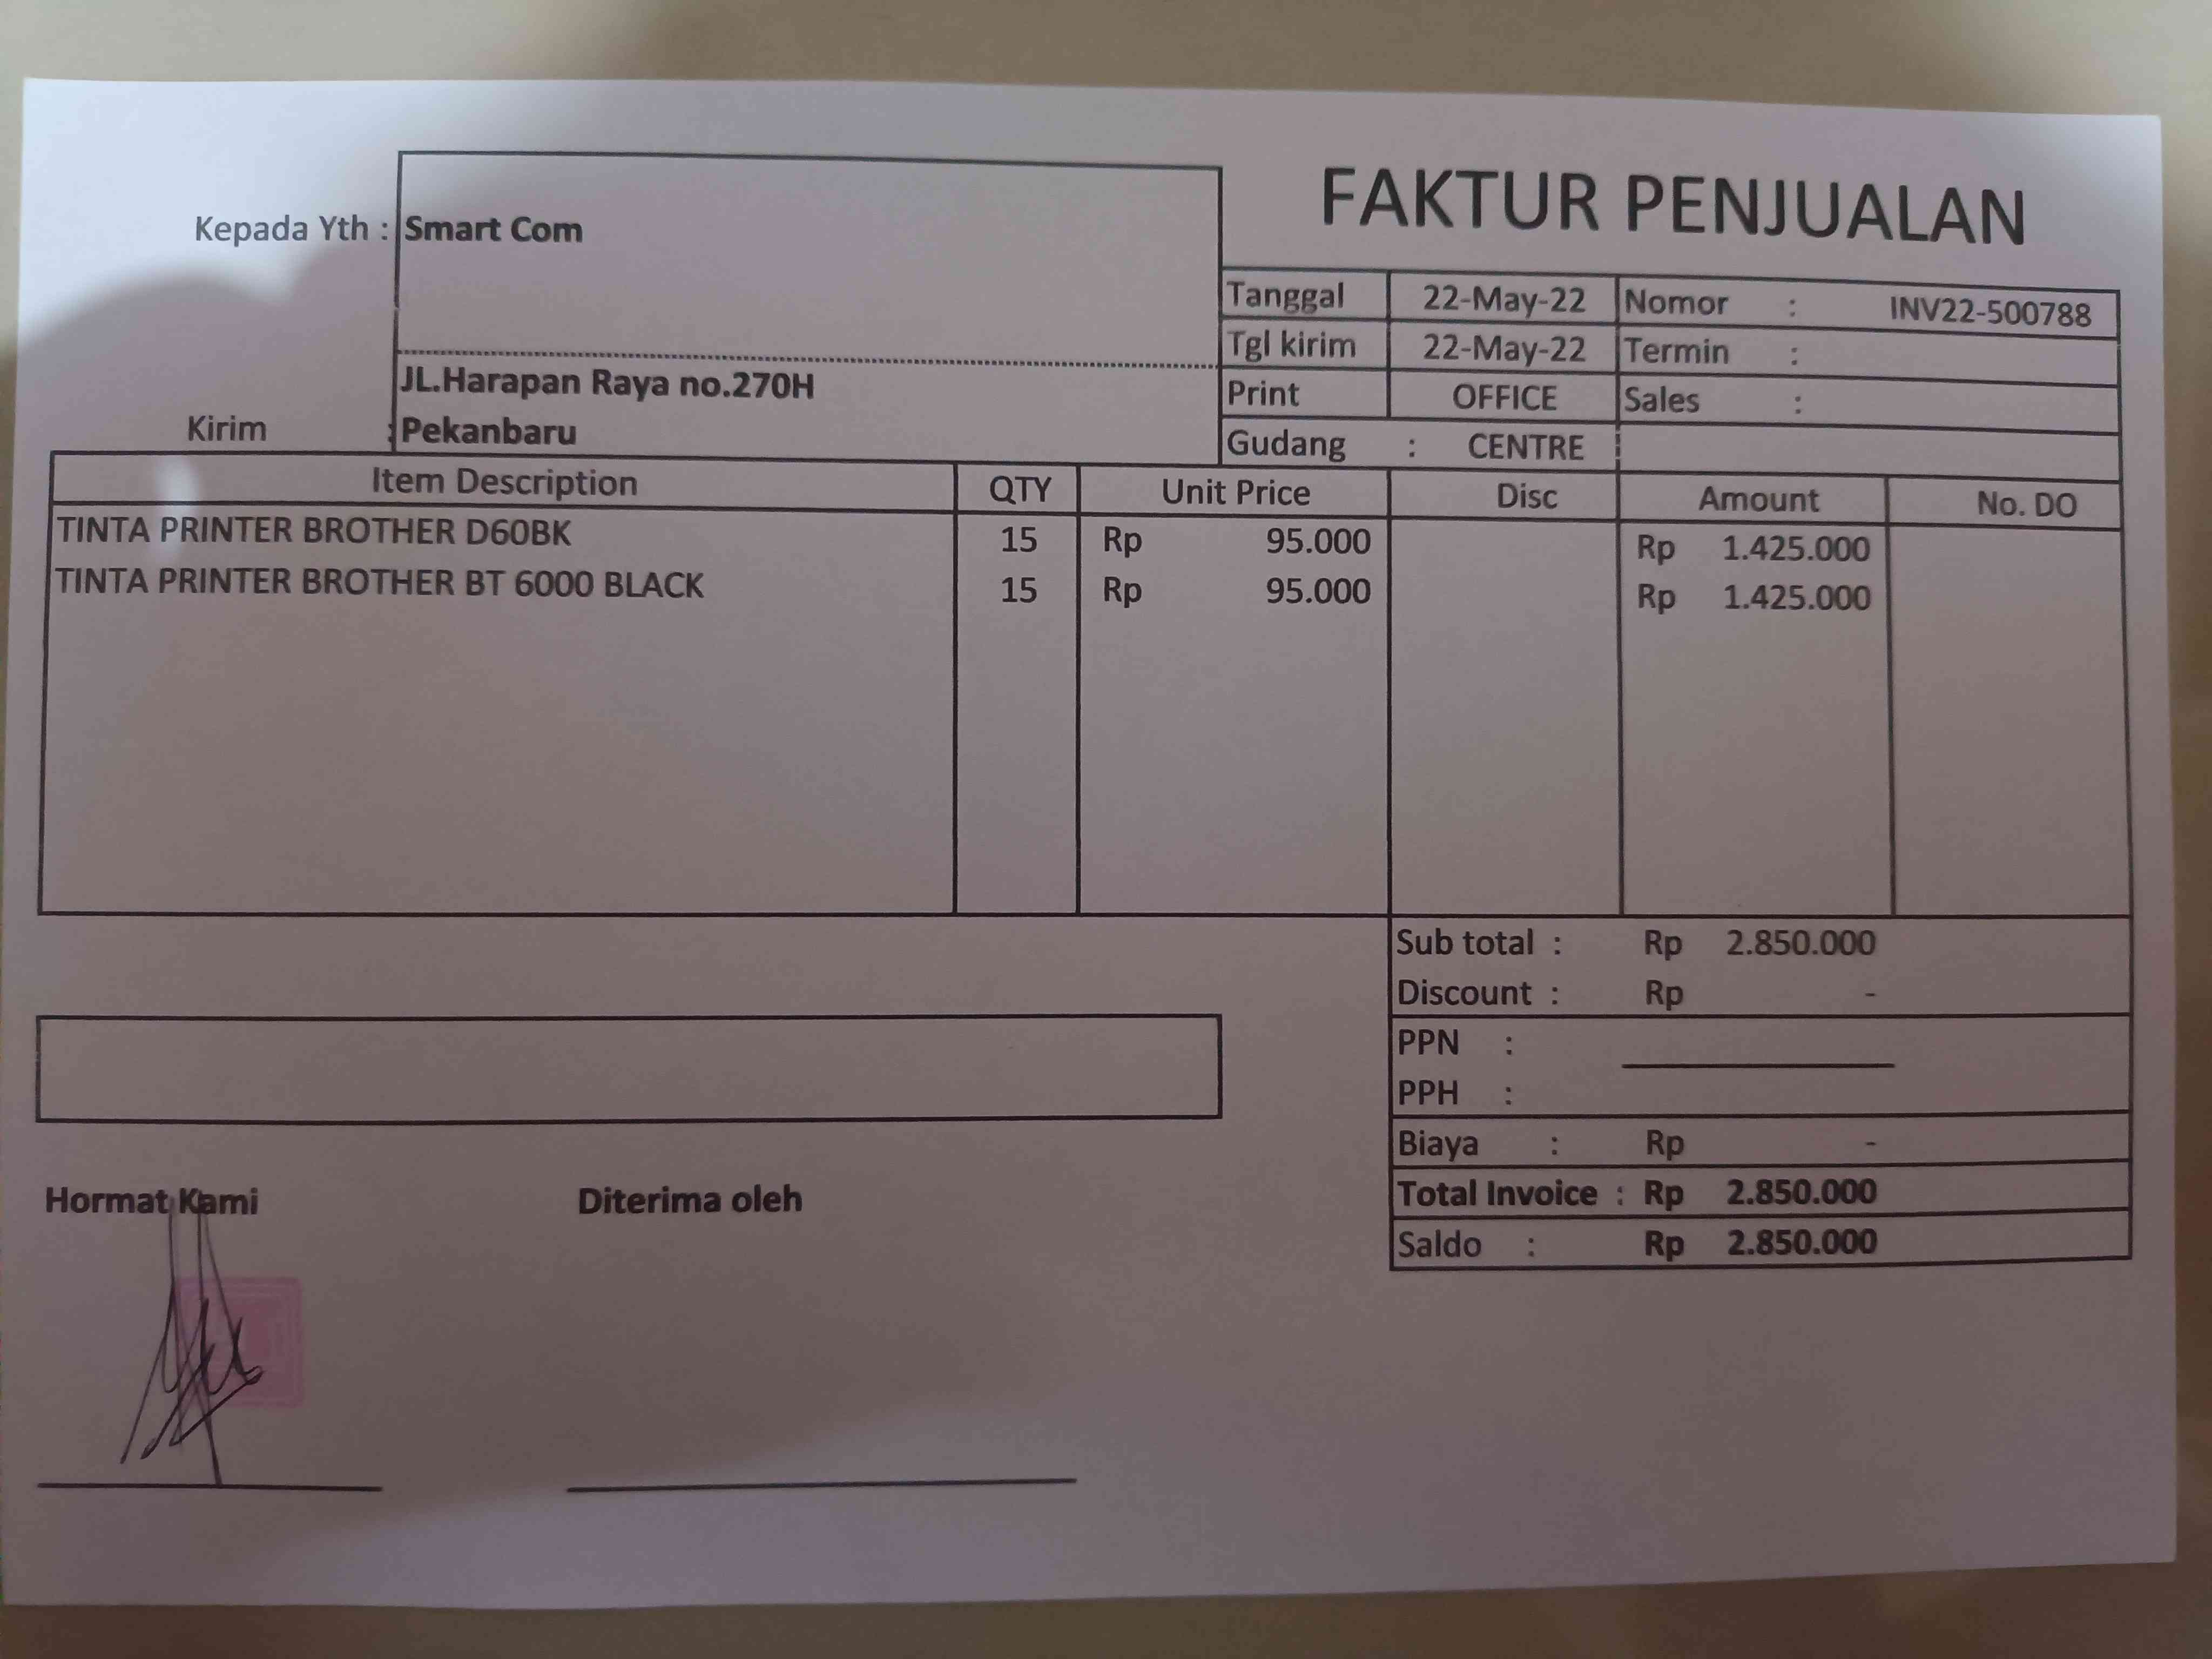 FAKTUR PENJUALAN
Kepada Yth : Smart Com
Tanggal 22-May-22 Nomor : INV22-500788
Tgl kirim 22-May-22 Termin :
JL.Harapan Raya no.270H
Print OFFICE Sales :
Kirim : Pekanbaru
Gudang : CENTRE
Item Description QTY Unit Price Disc Amount No. DO
TINTA PRINTER BROTHER D60BK 15 Rp 95.000 Rp 1.425.000
TINTA PRINTER BROTHER BT 6000 BLACK 15 Rp 95.000 Rp 1.425.000
Sub total : Rp 2.850.000
Discount : Rp -
PPN :
PPH :
Biaya : Rp -
Total Invoice : Rp 2.850.000
Saldo : Rp 2.850.000
Hormat Kami Diterima oleh